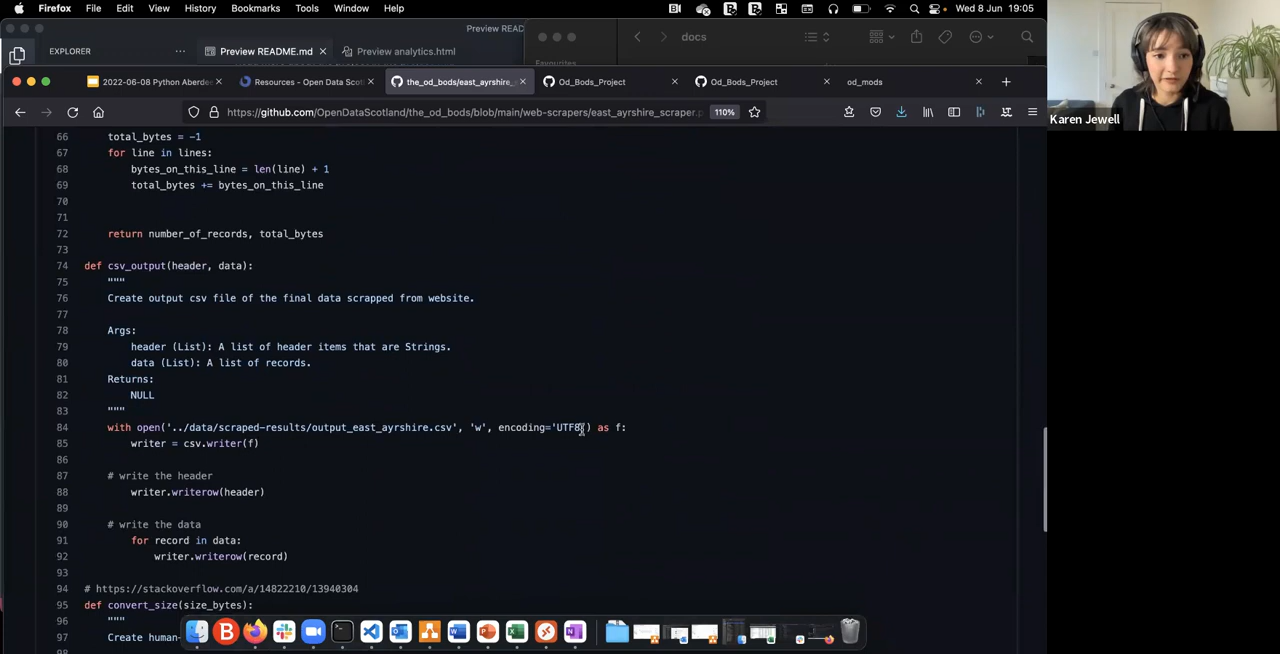 Firefox File Edit View History Bookmarks Tools Window Help
Wed 8 Jun 19:05
EXPLORER
Preview README.md
Preview analytics.html
Preview READ
docs
Favourites
2022-06-08 Python Aberde
Resources - Open Data Scot
the_od_bods/east_ayrshire_
Od_Bods_Project
Od_Bods_Project
od_mods
https://github.com/OpenDataScotland/the_od_bods/blob/main/web-scrapers/east_ayrshire_scraper.p
110%
Karen Jewell
66 total_bytes = -1
67 for line in lines:
68 bytes_on_this_line = len(line) + 1
69 total_bytes += bytes_on_this_line
70
71
72 return number_of_records, total_bytes
73
74 def csv_output(header, data):
75 """
76 Create output csv file of the final data scrapped from website.
77
78 Args:
79 header (List): A list of header items that are Strings.
80 data (List): A list of records.
81 Returns:
82 NULL
83 """
84 with open('../data/scraped-results/output_east_ayrshire.csv', 'w', encoding='UTF8') as f:
85 writer = csv.writer(f)
86
87 # write the header
88 writer.writerow(header)
89
90 # write the data
91 for record in data:
92 writer.writerow(record)
93
94 # https://stackoverflow.com/a/14822210/13940304
95 def convert_size(size_bytes):
96 """
97 Create human-